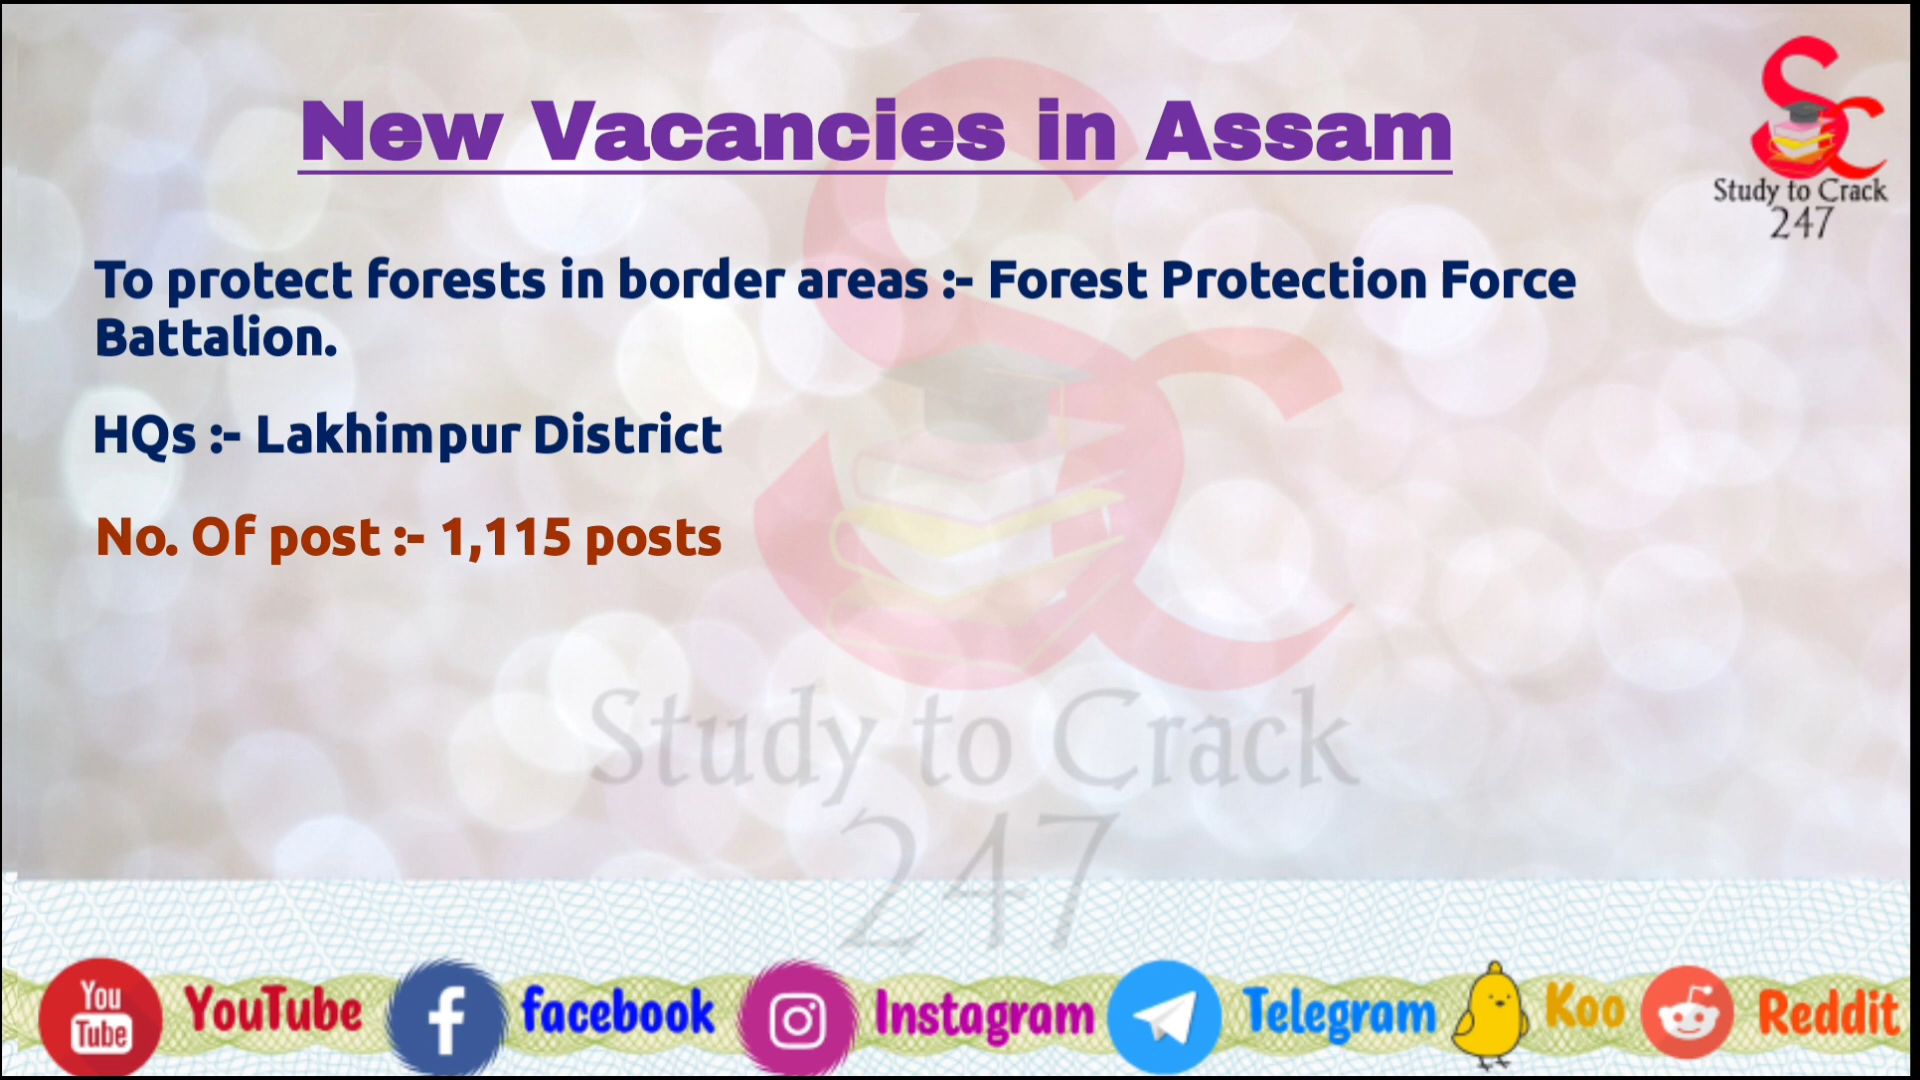 New Vacancies in Assam
Study to Crack
247
To protect forests in border areas :- Forest Protection Force
Battalion.
HQs :- Lakhimpur District
No. Of post :- 1,115 posts
Study to Crack
247
You
Tube
YouTube
facebook
Instagram
Telegram
Koo
Reddit